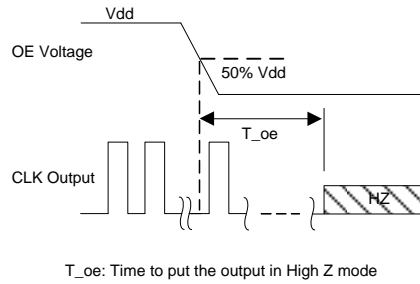 Vdd
OE Voltage
50% Vdd
T_oe
CLK Output
HZ
T_oe: Time to put the output in High Z mode